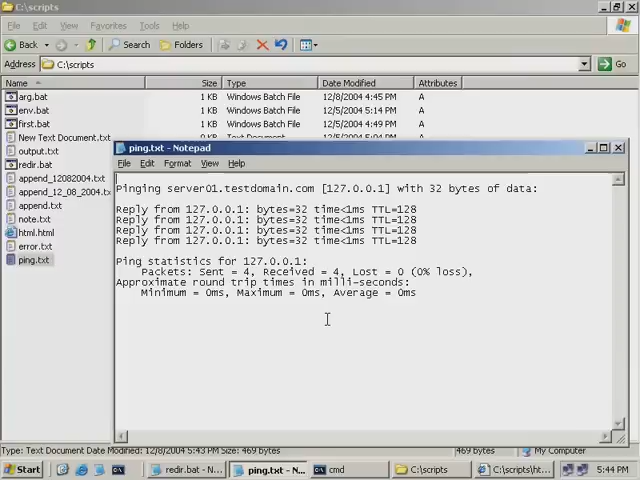 C:\scripts
File Edit View Favorites Tools Help
Back Search Folders
Address C:\scripts Go
Name Size Type Date Modified Attributes
arg.bat 1 KB Windows Batch File 12/8/2004 4:45 PM A
env.bat 1 KB Windows Batch File 12/5/2004 5:14 PM A
first.bat 1 KB Windows Batch File 12/5/2004 4:49 PM A
New Text Document.txt 0 KB Text Document
output.txt
redir.bat
append_12082004.txt
append_12_08_2004.
append.txt
note.txt
html.html
error.txt
ping.txt
ping.txt - Notepad
File Edit Format View Help
Pinging server01.testdomain.com [127.0.0.1] with 32 bytes of data:
Reply from 127.0.0.1: bytes=32 time<1ms TTL=128
Reply from 127.0.0.1: bytes=32 time<1ms TTL=128
Reply from 127.0.0.1: bytes=32 time<1ms TTL=128
Reply from 127.0.0.1: bytes=32 time<1ms TTL=128
Ping statistics for 127.0.0.1:
Packets: Sent = 4, Received = 4, Lost = 0 (0% loss),
Approximate round trip times in milli-seconds:
Minimum = 0ms, Maximum = 0ms, Average = 0ms
Type: Text Document Date Modified: 12/8/2004 5:43 PM Size: 469 bytes 469 bytes My Computer
Start redir.bat - N... ping.txt - N... cmd C:\scripts C:\scripts\ht... 5:44 PM